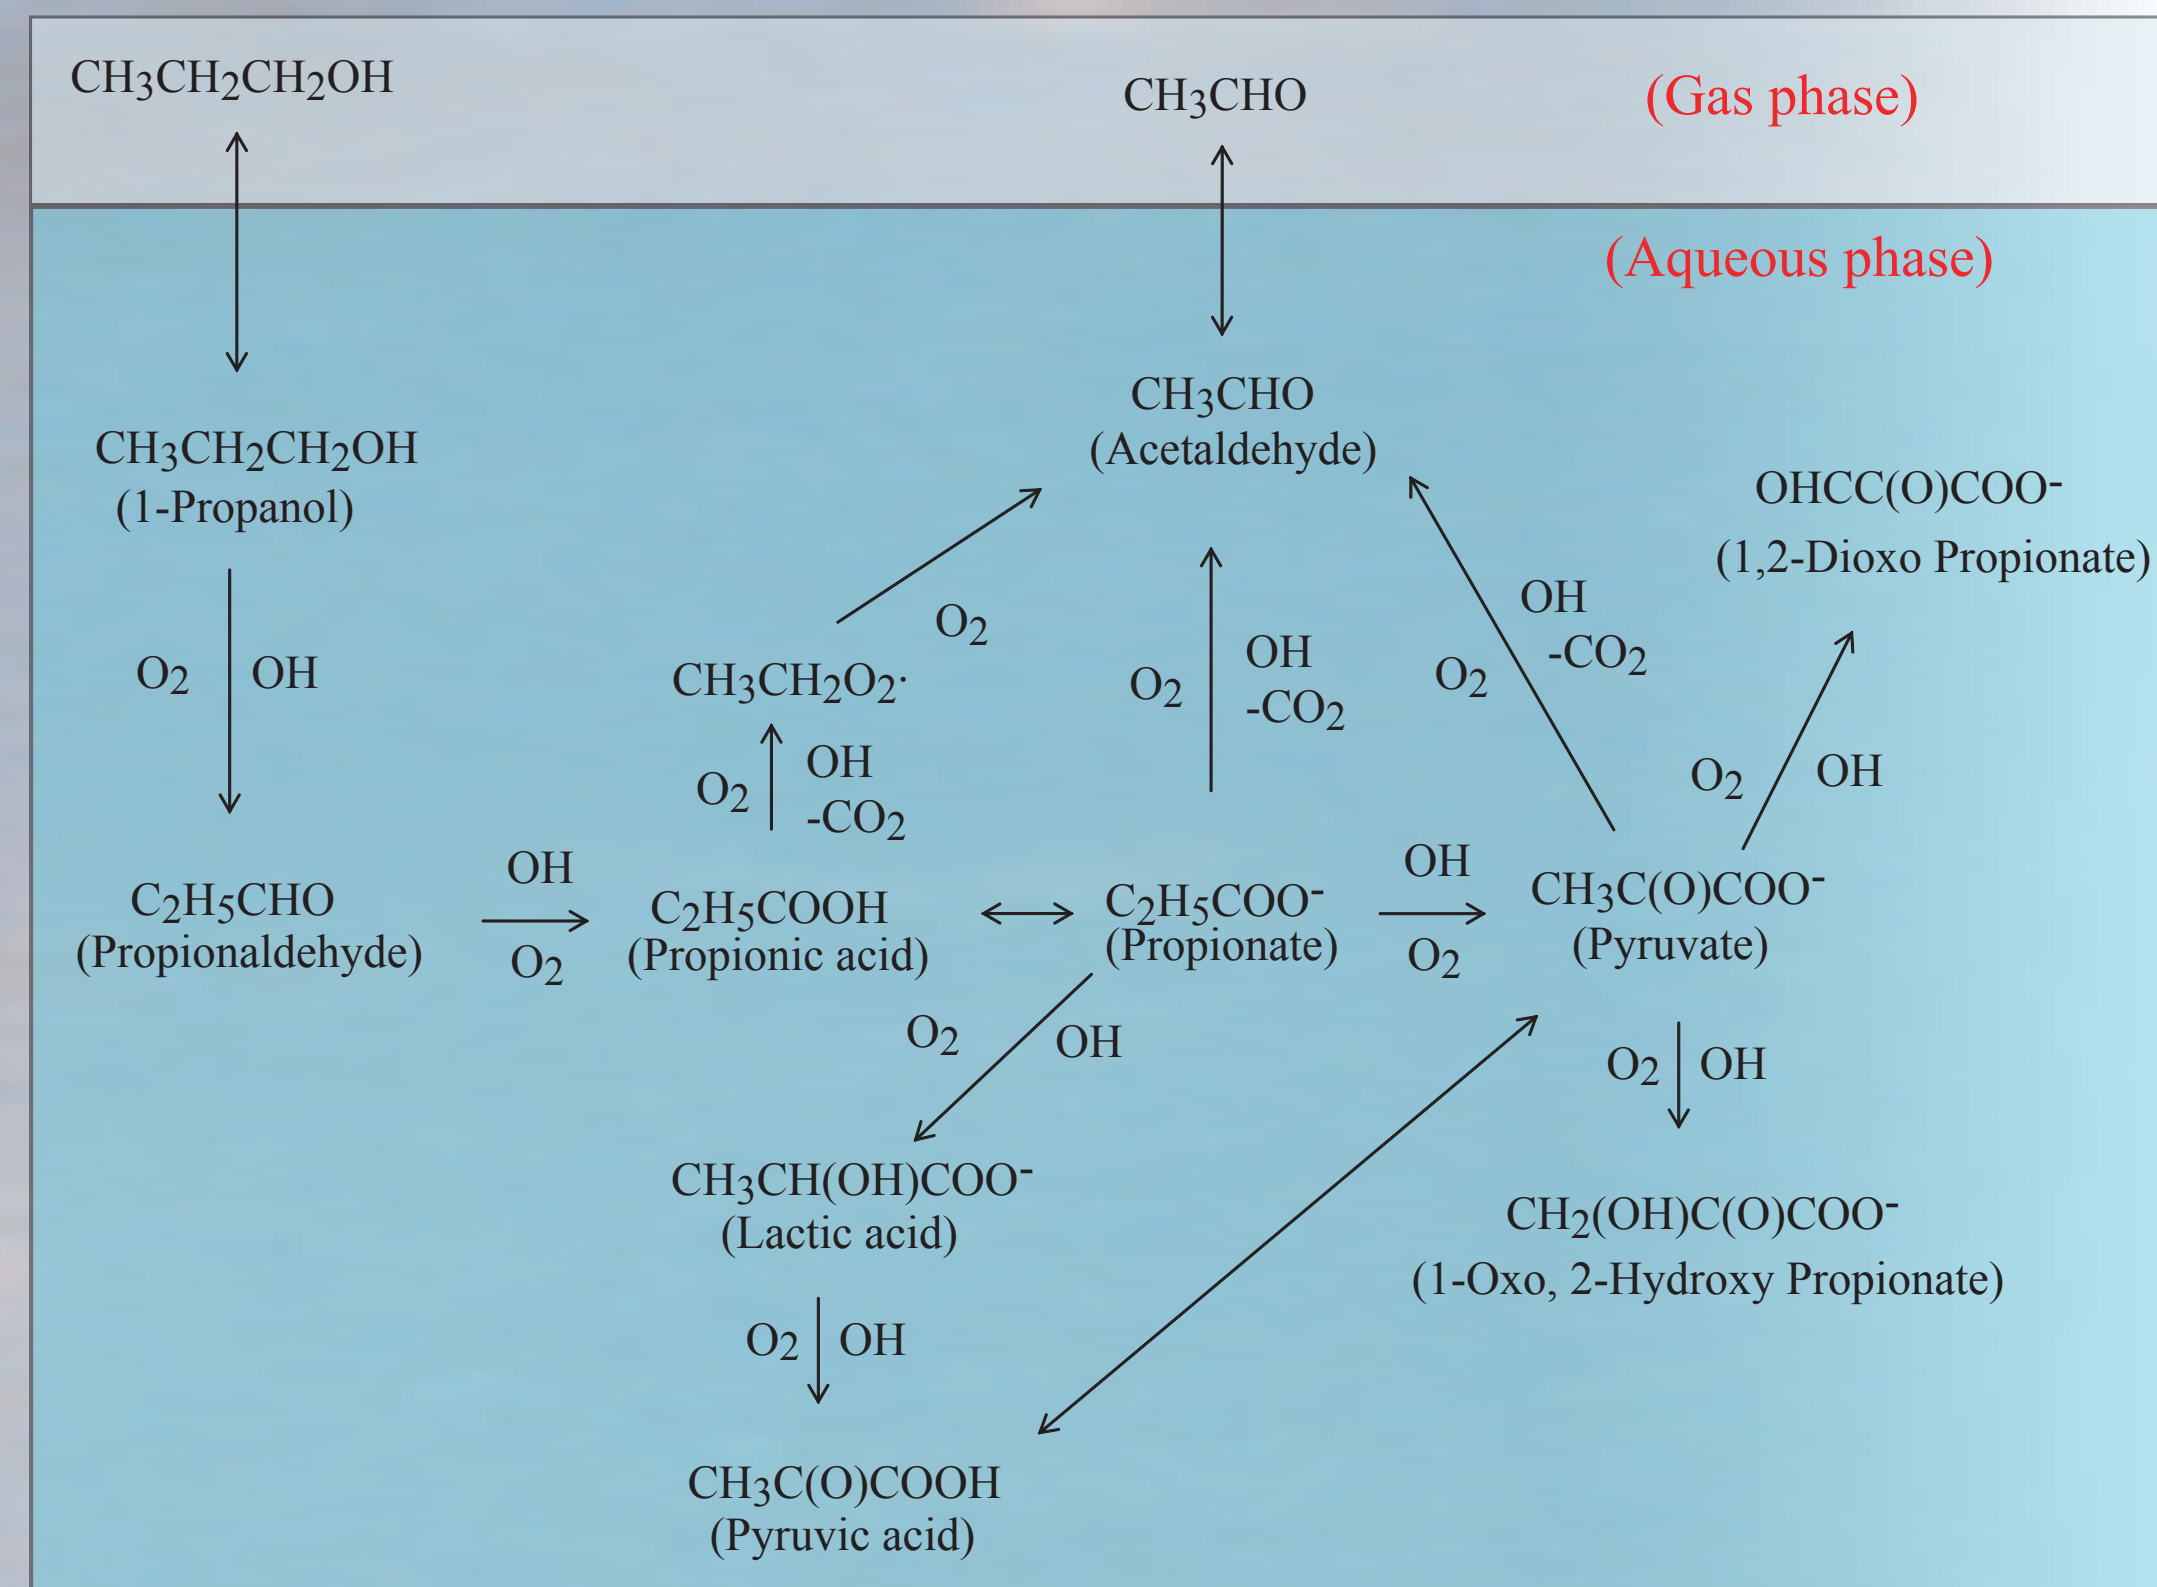 CH3CH2CH2OH
CH3CHO
(Gas phase)
(Aqueous phase)
CH3CHO
(Acetaldehyde)
CH3CH2CH2OH
(1-Propanol)
OHCC(O)COO-
(1,2-Dioxo Propionate)
O2
OH
CH3CH2O2·
O2
O2
OH
-CO2
O2
OH
-CO2
O2
OH
-CO2
O2
OH
C2H5CHO
(Propionaldehyde)
OH
O2
C2H5COOH
(Propionic acid)
C2H5COO-
(Propionate)
OH
O2
CH3C(O)COO-
(Pyruvate)
O2
OH
O2
OH
CH3CH(OH)COO-
(Lactic acid)
CH2(OH)C(O)COO-
(1-Oxo, 2-Hydroxy Propionate)
O2
OH
CH3C(O)COOH
(Pyruvic acid)